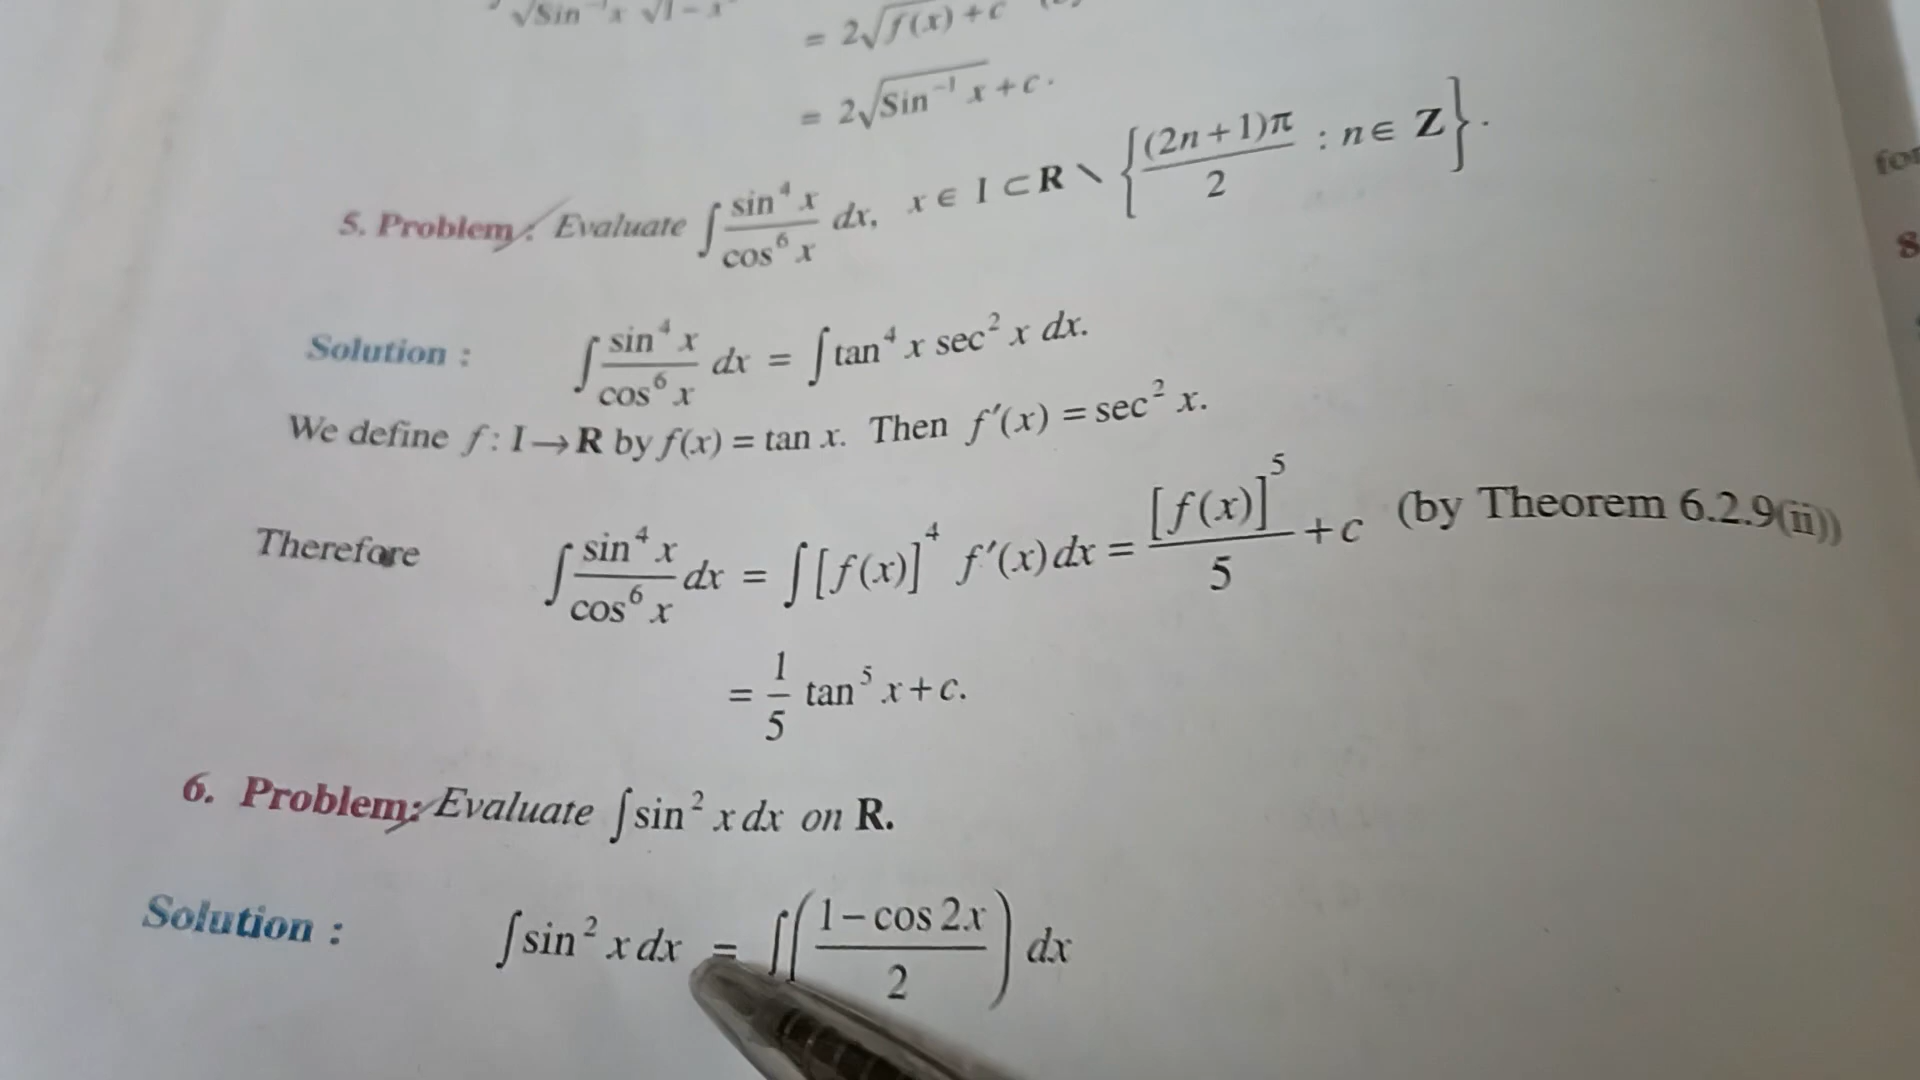 √Sin⁻¹x √1−x
= 2√f(x) + c
= 2√Sin⁻¹ x + c.
5. Problem : Evaluate ∫ sin⁴ x / cos⁶ x dx, x ∈ I ⊂ R \ { (2n+1)π / 2 : n ∈ Z }.
Solution : ∫ sin⁴ x / cos⁶ x dx = ∫ tan⁴ x sec² x dx.
We define f : I → R by f(x) = tan x. Then f′(x) = sec² x.
Therefore ∫ sin⁴ x / cos⁶ x dx = ∫ [f(x)]⁴ f′(x) dx = [f(x)]⁵ / 5 + c (by Theorem 6.2.9(ii))
= 1/5 tan⁵ x + c.
6. Problem: Evaluate ∫ sin² x dx on R.
Solution : ∫ sin² x dx = ∫ ( (1 − cos 2x) / 2 ) dx